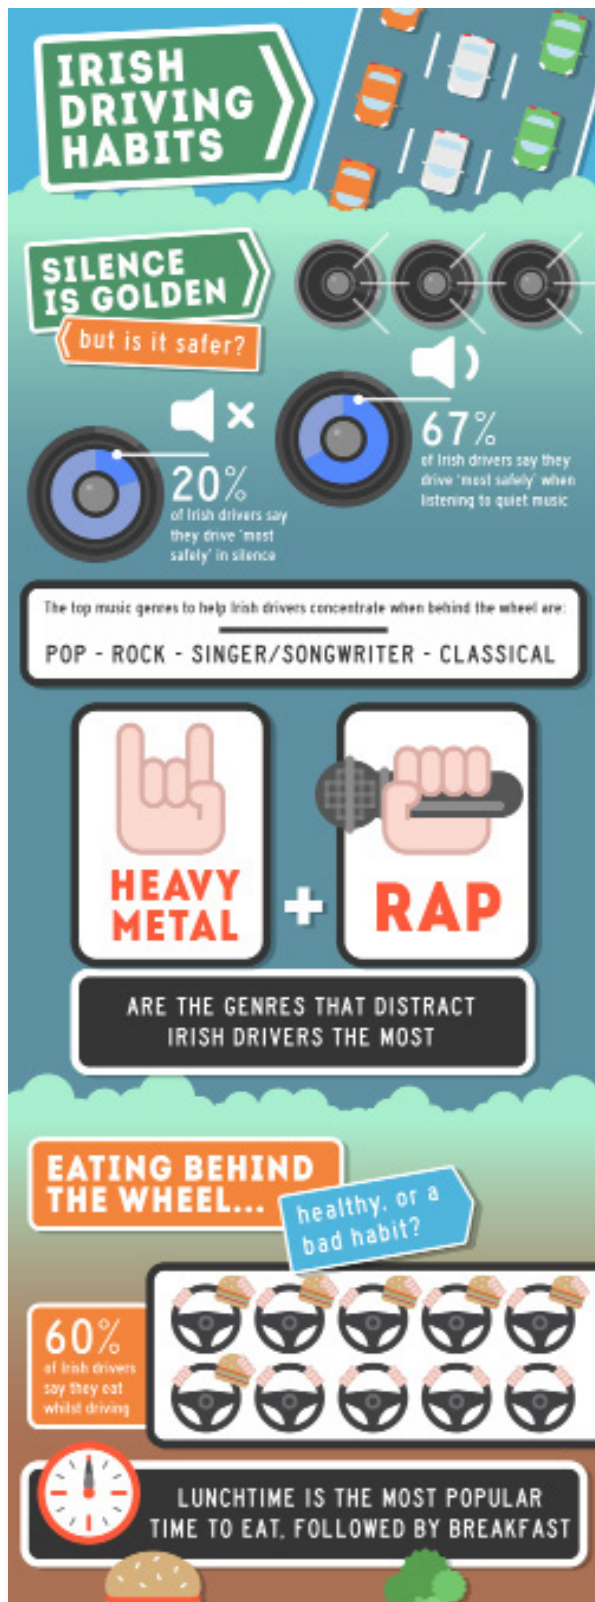 IRISH
DRIVING
HABITS
SILENCE
IS GOLDEN
but is it safer?
67%
of Irish drivers say they
drive 'most safely' when
listening to quiet music
20%
of Irish drivers say
they drive 'most
safely' in silence
The top music genres to help Irish drivers concentrate when behind the wheel are:
POP - ROCK - SINGER/SONGWRITER - CLASSICAL
HEAVY
METAL
+
RAP
ARE THE GENRES THAT DISTRACT
IRISH DRIVERS THE MOST
EATING BEHIND
THE WHEEL...
healthy, or a
bad habit?
60%
of Irish drivers
say they eat
whilst driving
LUNCHTIME IS THE MOST POPULAR
TIME TO EAT, FOLLOWED BY BREAKFAST